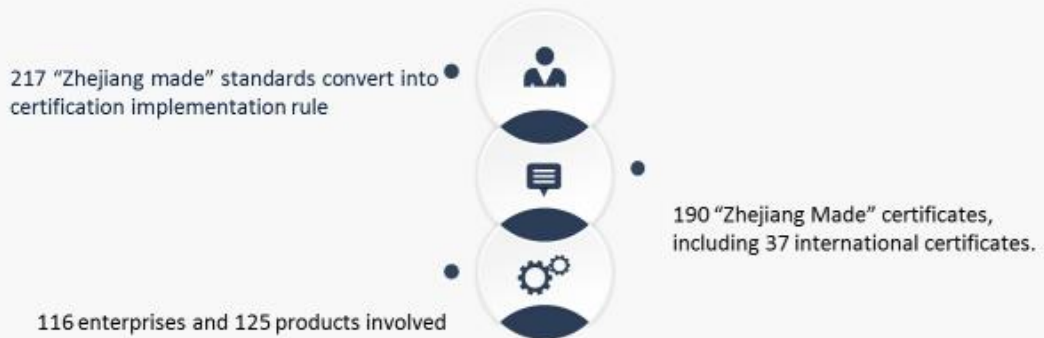 217 “Zhejiang made” standards convert into
certification implementation rule
190 “Zhejiang Made” certificates,
including 37 international certificates.
116 enterprises and 125 products involved